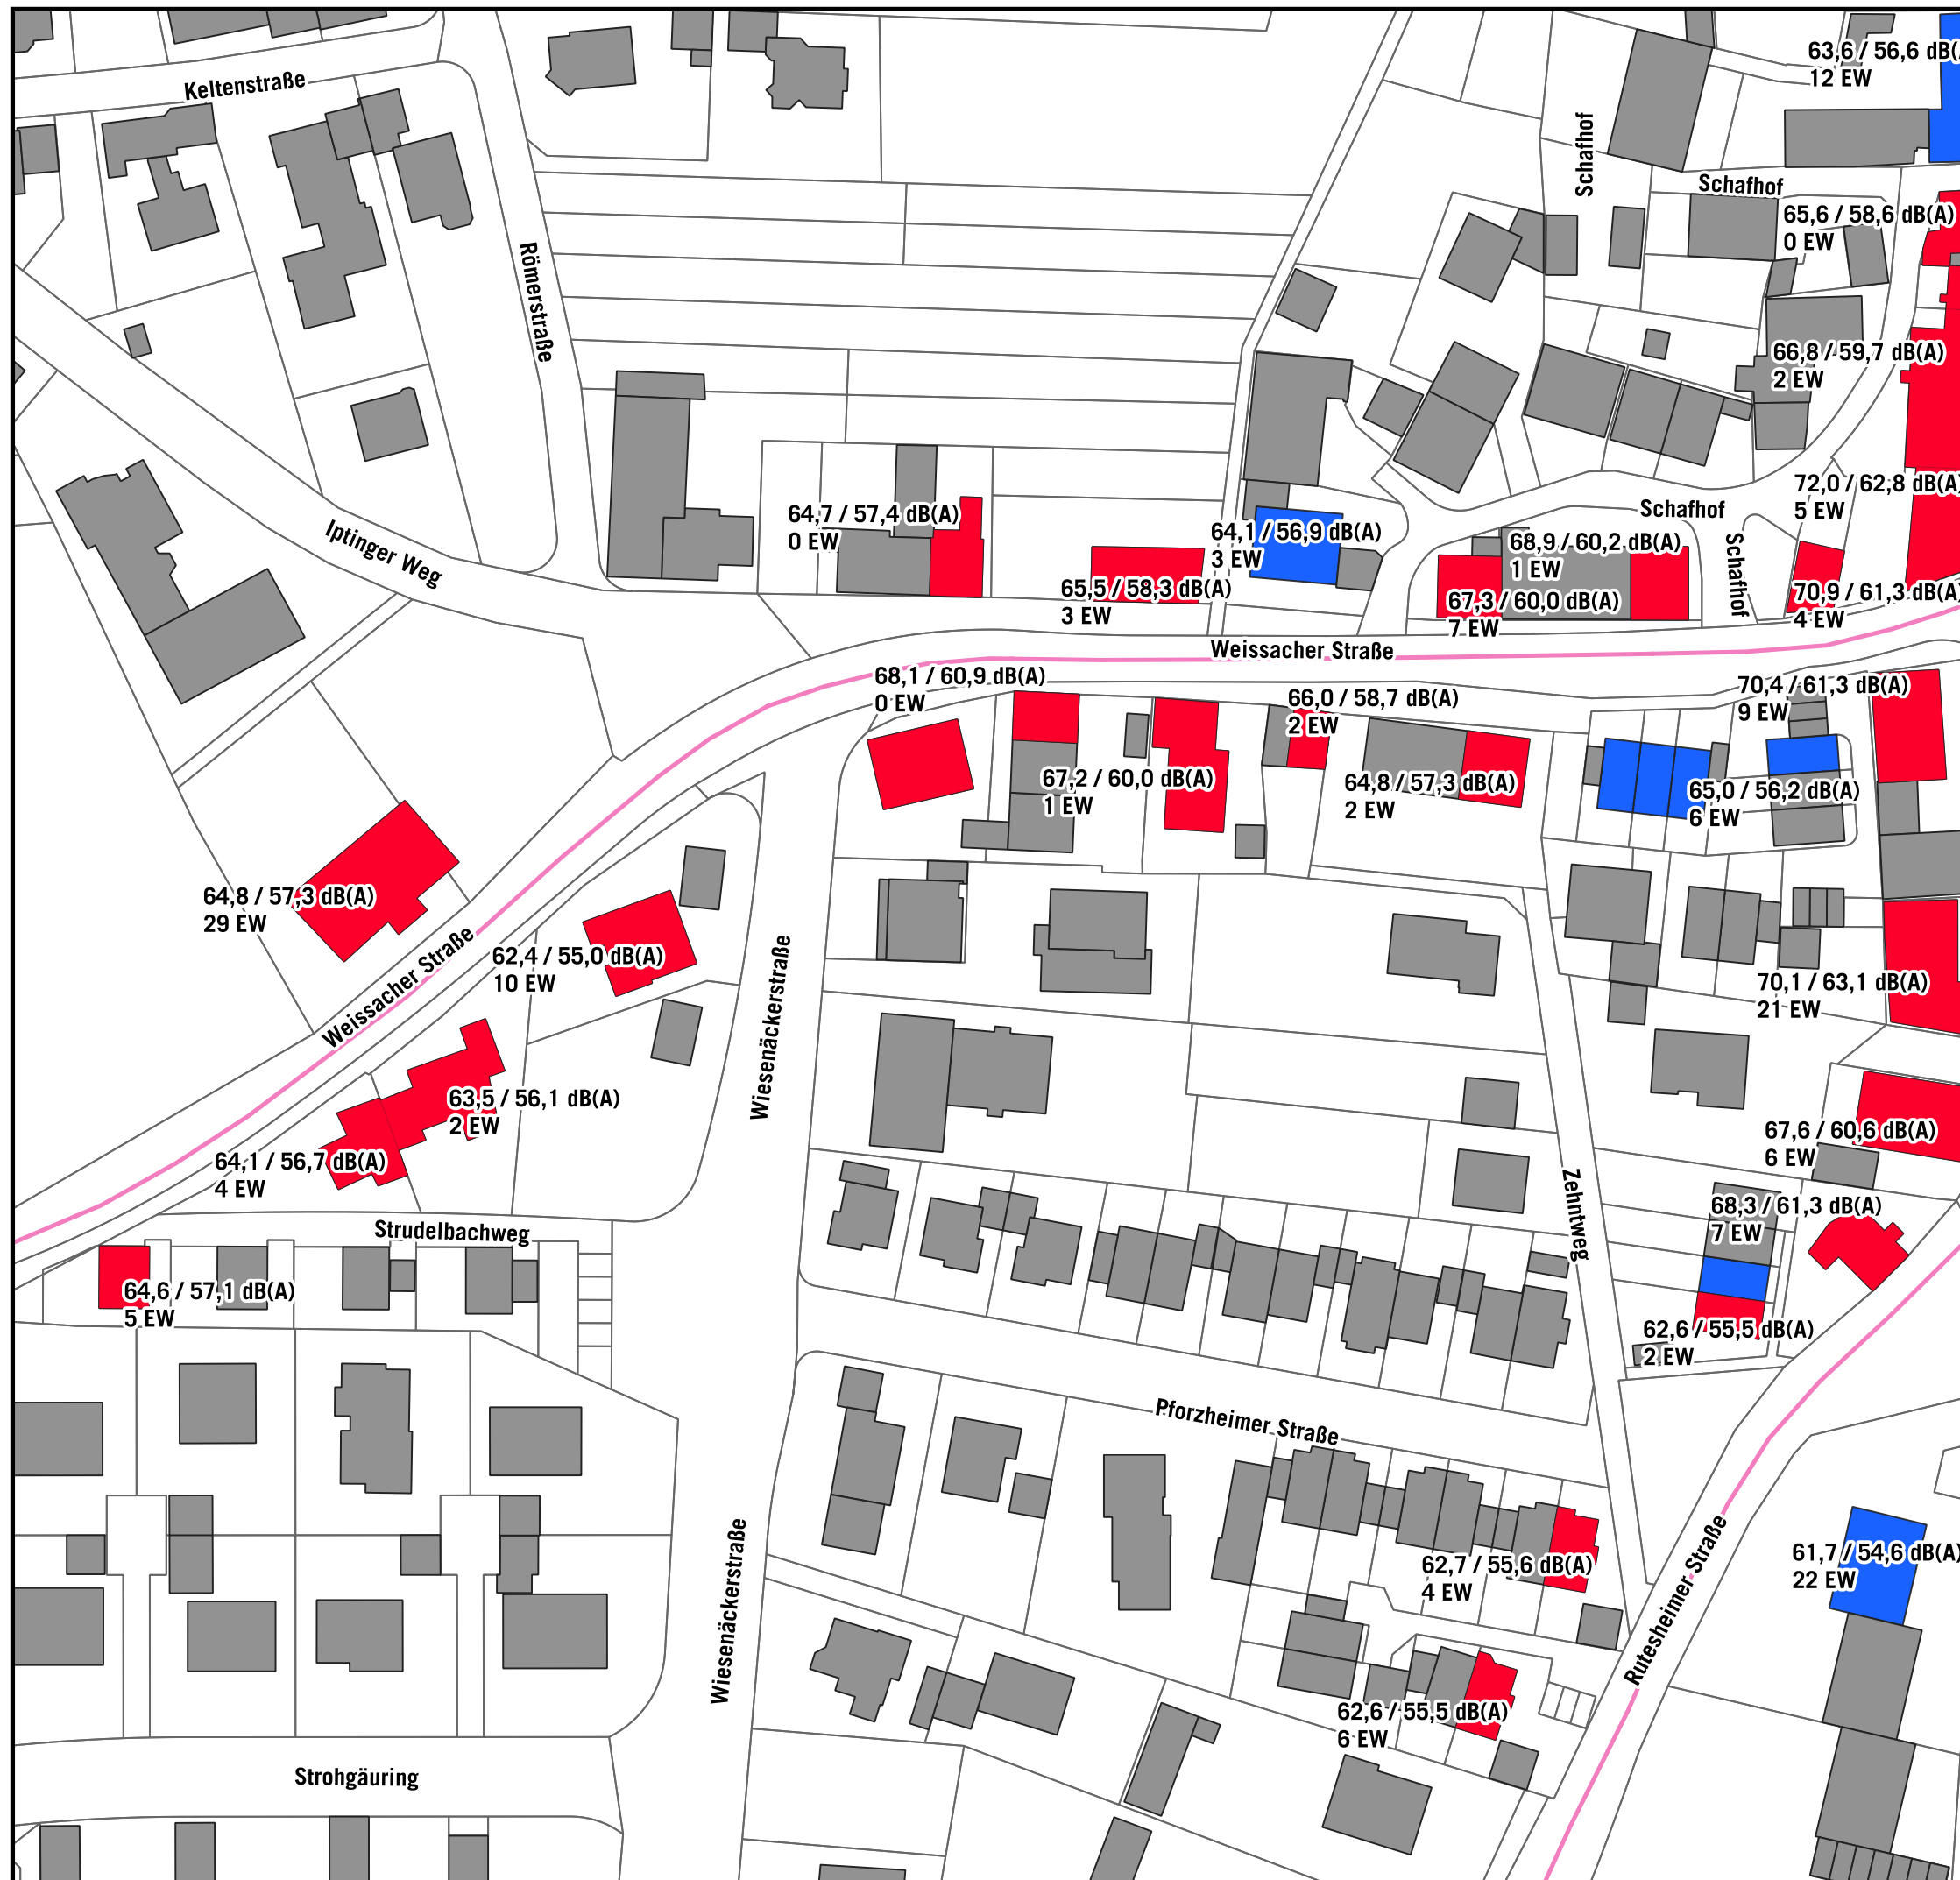 63,6 / 56,6 dB(
12 EW
Keltenstraße
Schafhof
Schafhof
65,6 / 58,6 dB(A)
0 EW
Römerstraße
66,8 / 59,7 dB(A)
2 EW
72,0 / 62,8 dB(A)
5 EW
Schafhof
64,7 / 57,4 dB(A)
0 EW
64,1 / 56,9 dB(A)
3 EW
68,9 / 60,2 dB(A)
1 EW
Schafhof
Iptinger Weg
65,5 / 58,3 dB(A)
3 EW
67,3 / 60,0 dB(A)
7 EW
70,9 / 61,3 dB(A)
4 EW
Weissacher Straße
68,1 / 60,9 dB(A)
0 EW
66,0 / 58,7 dB(A)
2 EW
70,4 / 61,3 dB(A)
9 EW
67,2 / 60,0 dB(A)
1 EW
64,8 / 57,3 dB(A)
2 EW
65,0 / 56,2 dB(A)
6 EW
64,8 / 57,3 dB(A)
29 EW
Weissacher Straße
62,4 / 55,0 dB(A)
10 EW
Wiesenäckerstraße
70,1 / 63,1 dB(A)
21 EW
63,5 / 56,1 dB(A)
2 EW
67,6 / 60,6 dB(A)
6 EW
64,1 / 56,7 dB(A)
4 EW
Zehntweg
68,3 / 61,3 dB(A)
7 EW
Strudelbachweg
64,6 / 57,1 dB(A)
5 EW
62,6 / 55,5 dB(A)
2 EW
Pforzheimer Straße
62,7 / 55,6 dB(A)
4 EW
61,7 / 54,6 dB(A)
22 EW
Wiesenäckerstraße
Rutesheimer Straße
62,6 / 55,5 dB(A)
6 EW
Strohgäuring